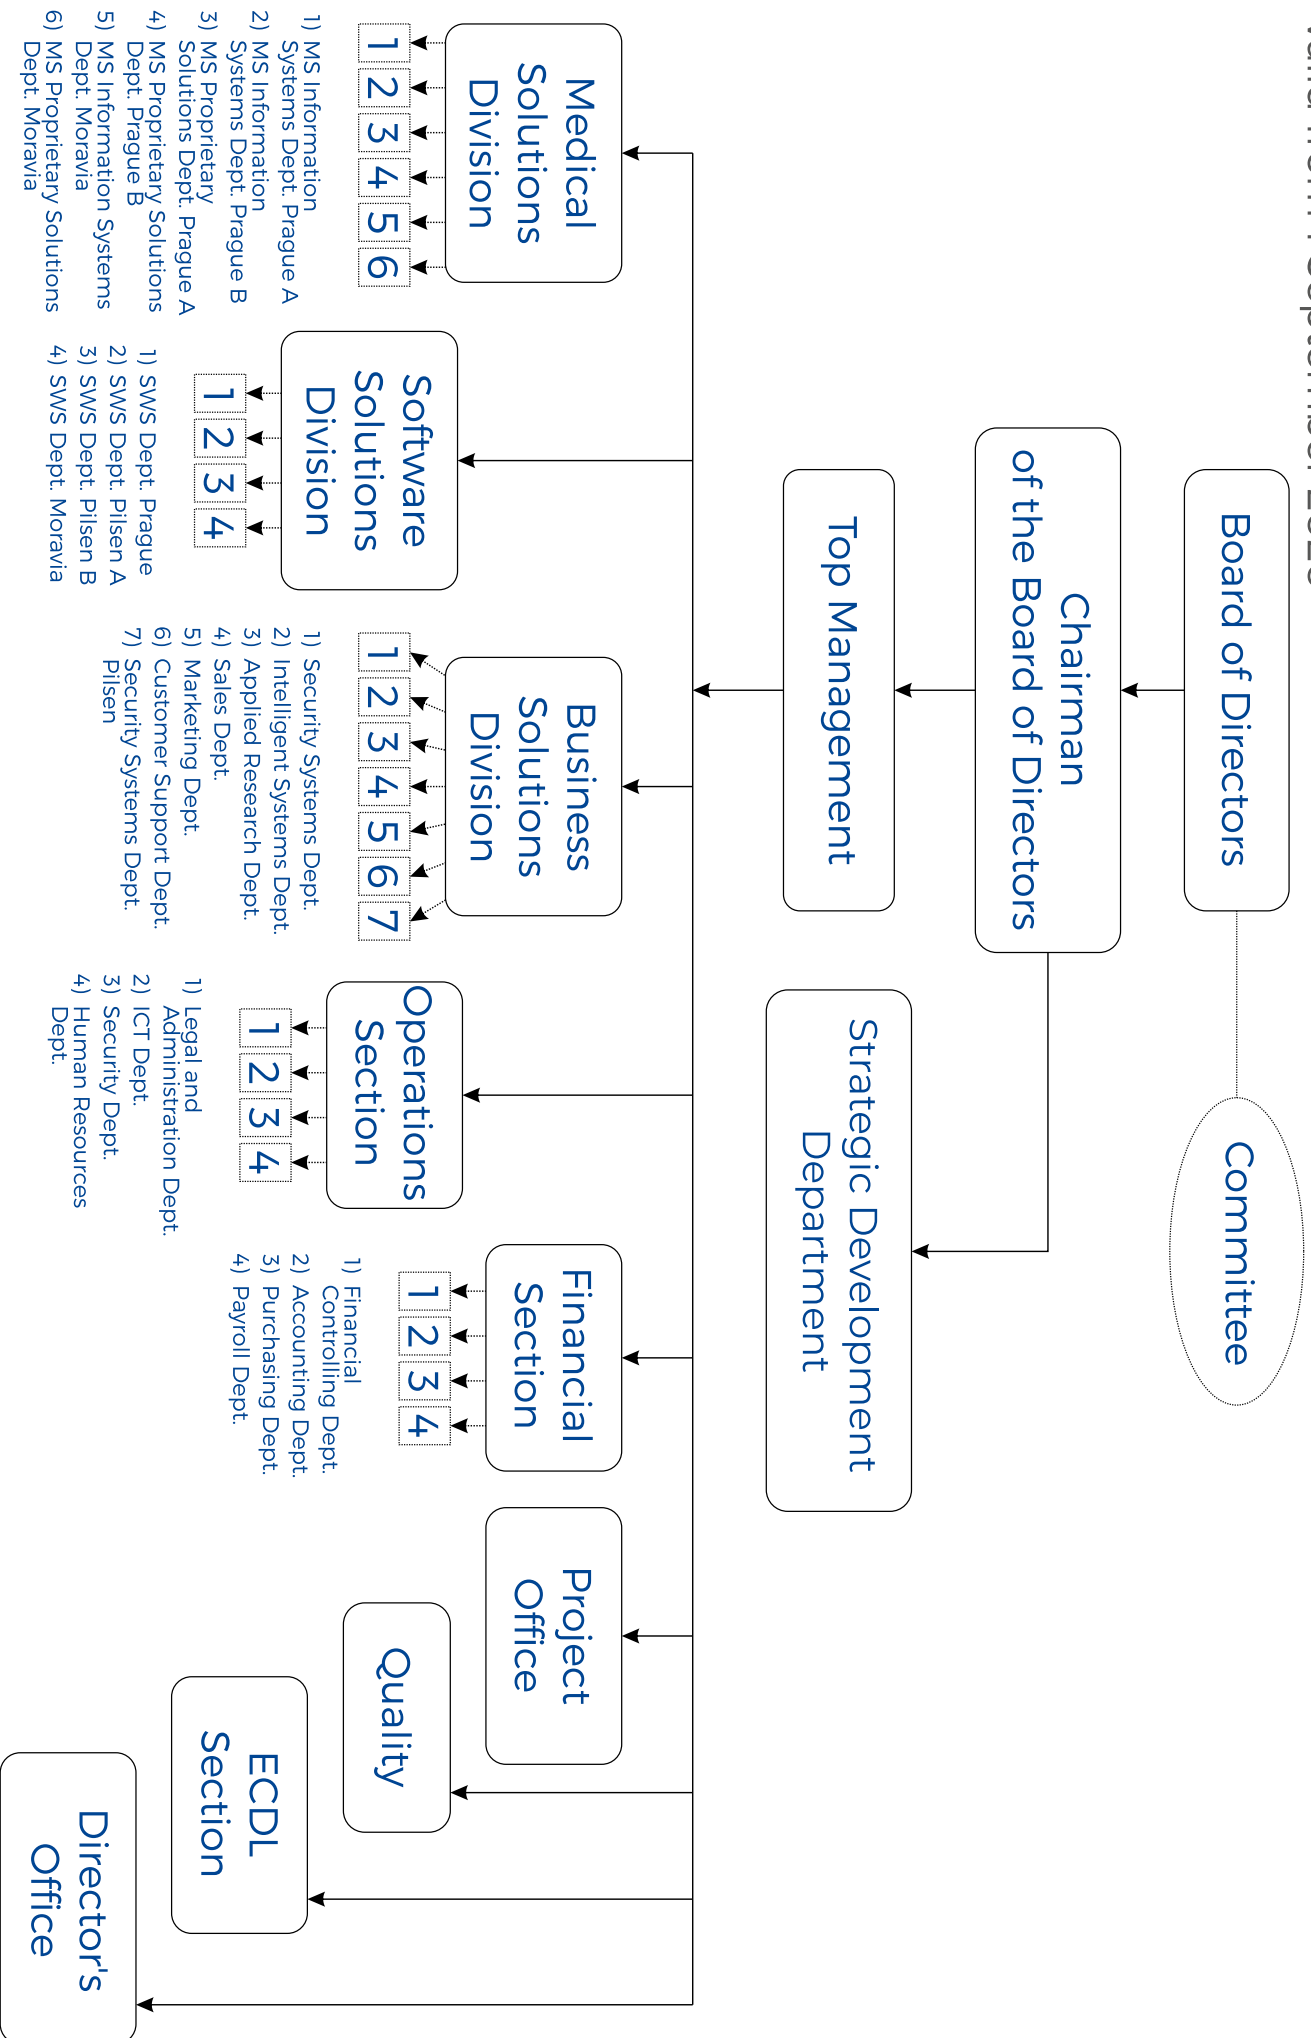 Board of Directors
Committee
Chairman
of the Board of Directors
Top Management
Strategic Development
Department
Medical
Solutions
Division
1 2 3 4 5 6
1) MS Information
Systems Dept. Prague A
2) MS Information
Systems Dept. Prague B
3) MS Proprietary
Solutions Dept. Prague A
4) MS Proprietary Solutions
Dept. Prague B
5) MS Information Systems
Dept. Moravia
6) MS Proprietary Solutions
Dept. Moravia
Software
Solutions
Division
1 2 3 4
1) SWS Dept. Prague
2) SWS Dept. Pilsen A
3) SWS Dept. Pilsen B
4) SWS Dept. Moravia
Business
Solutions
Division
1 2 3 4 5 6 7
1) Security Systems Dept.
2) Intelligent Systems Dept.
3) Applied Research Dept.
4) Sales Dept.
5) Marketing Dept.
6) Customer Support Dept.
7) Security Systems Dept.
Pilsen
Operations
Section
1 2 3 4
1) Legal and
Administration Dept.
2) ICT Dept.
3) Security Dept.
4) Human Resources
Dept.
Financial
Section
1 2 3 4
1) Financial
Controlling Dept.
2) Accounting Dept.
3) Purchasing Dept.
4) Payroll Dept.
Project
Office
Quality
ECDL
Section
Director's
Office